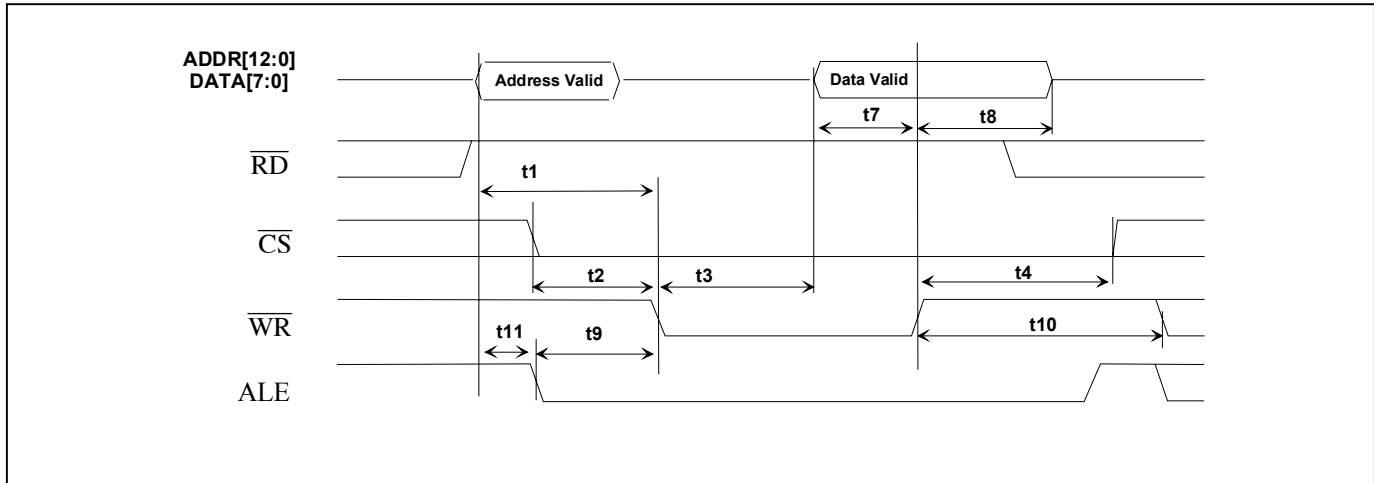 ADDR[12:0]
DATA[7:0]
Address Valid
Data Valid
t7
t8
RD
t1
CS
t2
t3
t4
WR
t11
t9
t10
ALE